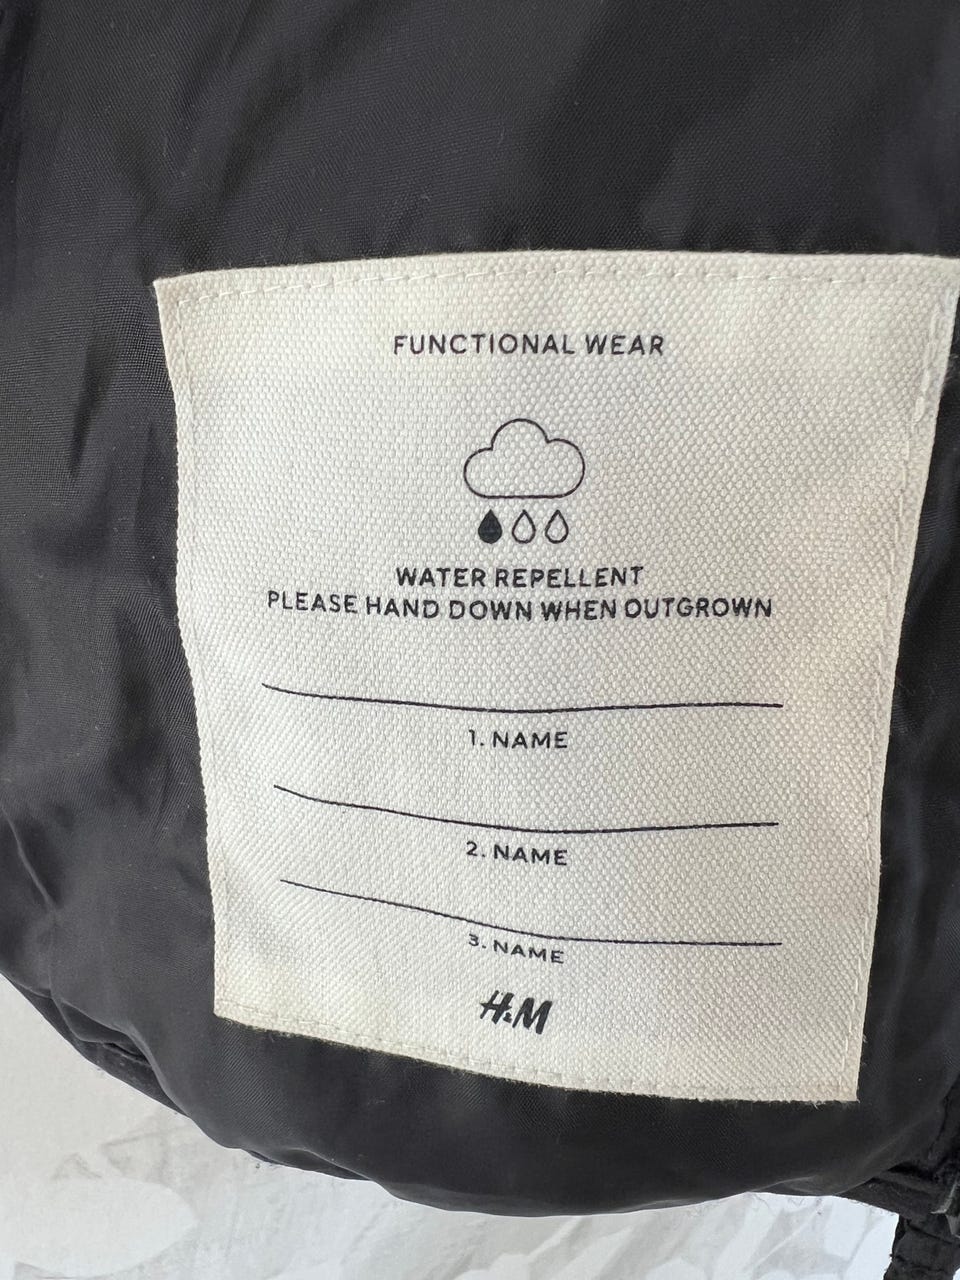 FUNCTIONAL WEAR
WATER REPELLENT
PLEASE HAND DOWN WHEN OUTGROWN
1. NAME
2. NAME
3. NAME
H&M